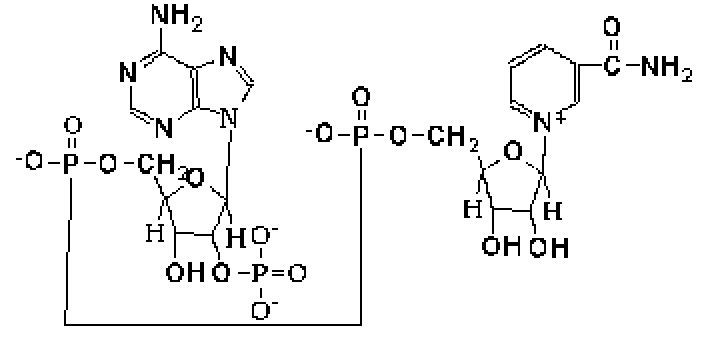 NH2
O
N N C-NH2
N N N N+
O O
-O-P-O-CH2 O
-O-P-O-CH2 O
H H H H
O-
OH OH
OH O-P=O
O-